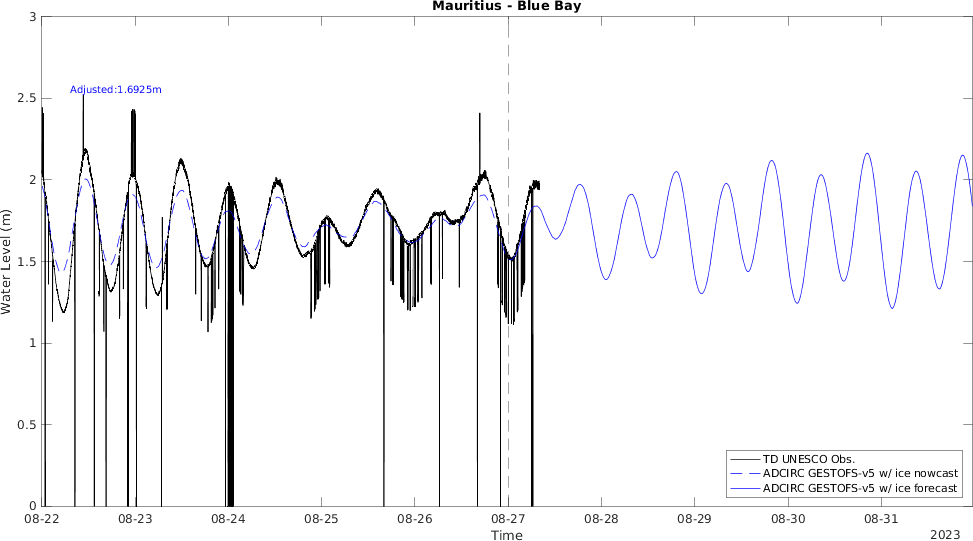 Mauritius - Blue Bay
Adjusted:1.6925m
3
2.5
2
1.5
1
0.5
0
Water Level (m)
08-22
08-23
08-24
08-25
08-26
08-27
08-28
08-29
08-30
08-31
Time
2023
TD UNESCO Obs.
ADCIRC GESTOFS-v5 w/ ice nowcast
ADCIRC GESTOFS-v5 w/ ice forecast